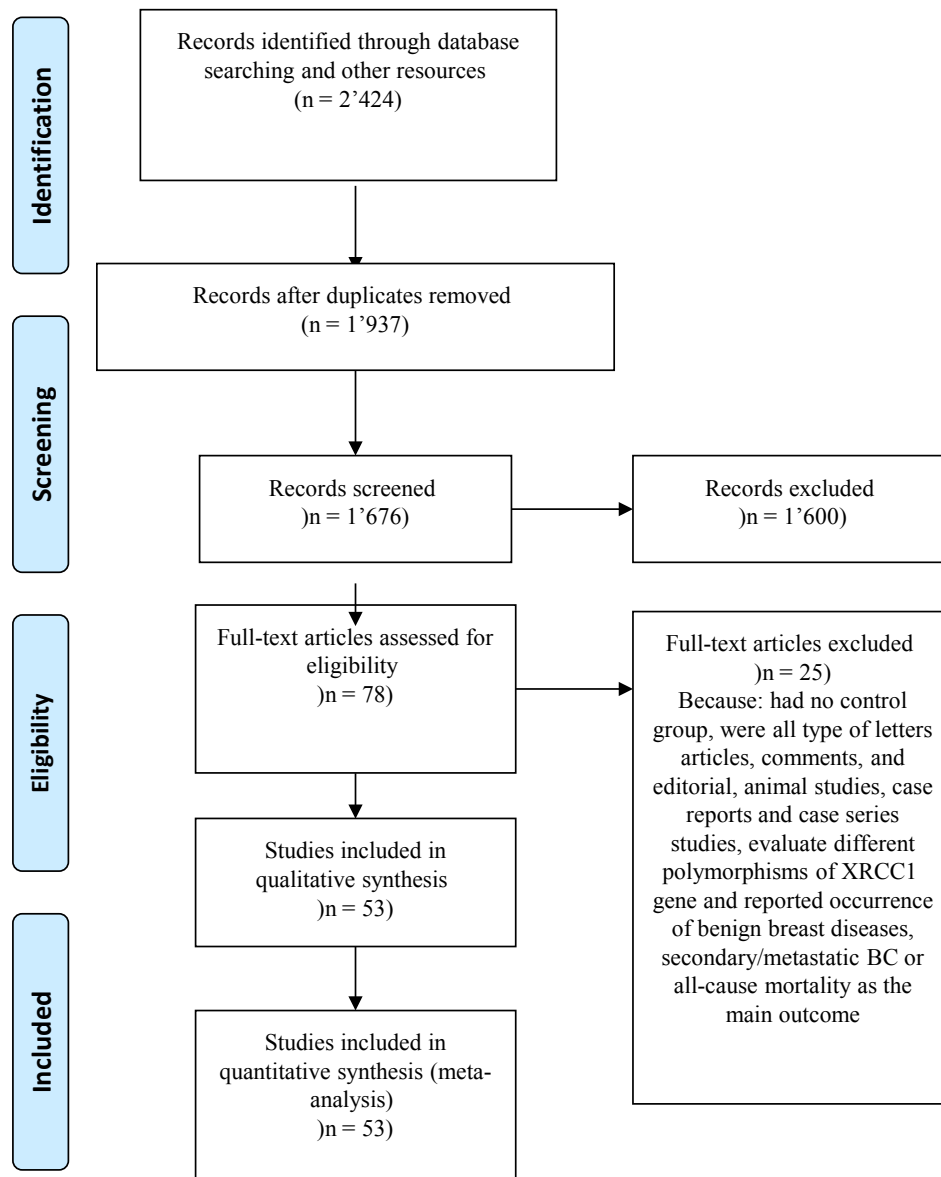 Identification
Records identified through database
searching and other resources
(n = 2’424)
Records after duplicates removed
(n = 1’937)
Screening
Records screened
)n = 1’676)
Records excluded
)n = 1’600)
Eligibility
Full-text articles assessed for
eligibility
)n = 78)
Full-text articles excluded
)n = 25)
Because: had no control
group, were all type of letters
articles, comments, and
editorial, animal studies, case
reports and case series
studies, evaluate different
polymorphisms of XRCC1
gene and reported occurrence
of benign breast diseases,
secondary/metastatic BC or
all-cause mortality as the
main outcome
Studies included in
qualitative synthesis
)n = 53)
Included
Studies included in
quantitative synthesis (meta-
analysis)
)n = 53)